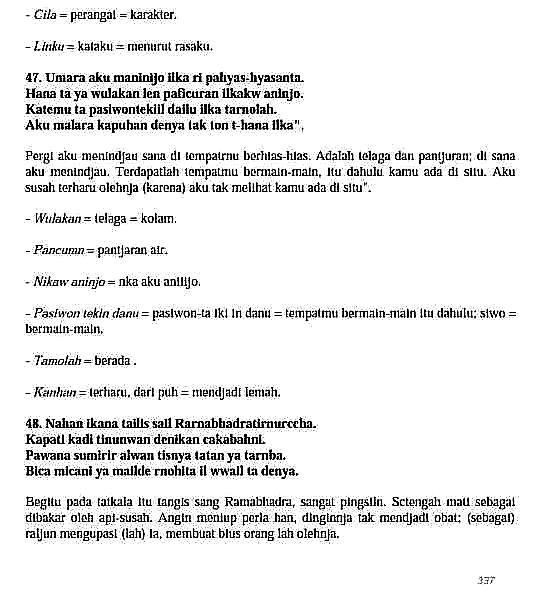 - Cila = perangai = karakter.
- Linku = kataku = menurut rasaku.
47. Umara aku maninijo ilka ri pahyas-hyasanta.
Hana ta ya wulakan len paficuran ilkakw aninjo.
Katemu ta pasiwontekiil dailu ilka tarnolah.
Aku malara kapuhan denya tak ton t-hana ilka",
Pergi aku menindjau sana di tempatmu berhias-hias. Adalah telaga dan pantjuran; di sana
aku menindjau. Terdapatlah tempatmu bermain-main, itu dahulu kamu ada di situ. Aku
susah terharu olehnja (karena) aku tak melihat kamu ada di situ".
- Wulakan = telaga = kolam.
- Pancumn = pantjaran air.
- Nikaw aninjo = nka aku anilijo.
- Pasiwon tekin danu = pasiwon-ta iki in danu = tempatmu bermain-main itu dahulu; siwo =
bermain-main.
- Tamolah = berada .
- Kanhan = terharu, dari puh = mendjadi lemah.
48. Nahan ikana tailis sail Rarnabhadratirnurccha.
Kapati kadi tinunwan denikan cakabahni.
Pawana sumirir alwan tisnya tatan ya tarnba.
Bica micani ya mailde rnohita il wwail ta denya.
Begitu pada tatkala itu tangis sang Ramabhadra, sangat pingsiin. Sctengah mati sebagai
dibakar oleh api-susah. Angin meniup perla han, dinginnja tak mendjadi obat; (sebagai)
raijun mengupasi (lah) ia, membuat bius orang lah olehnja.
337